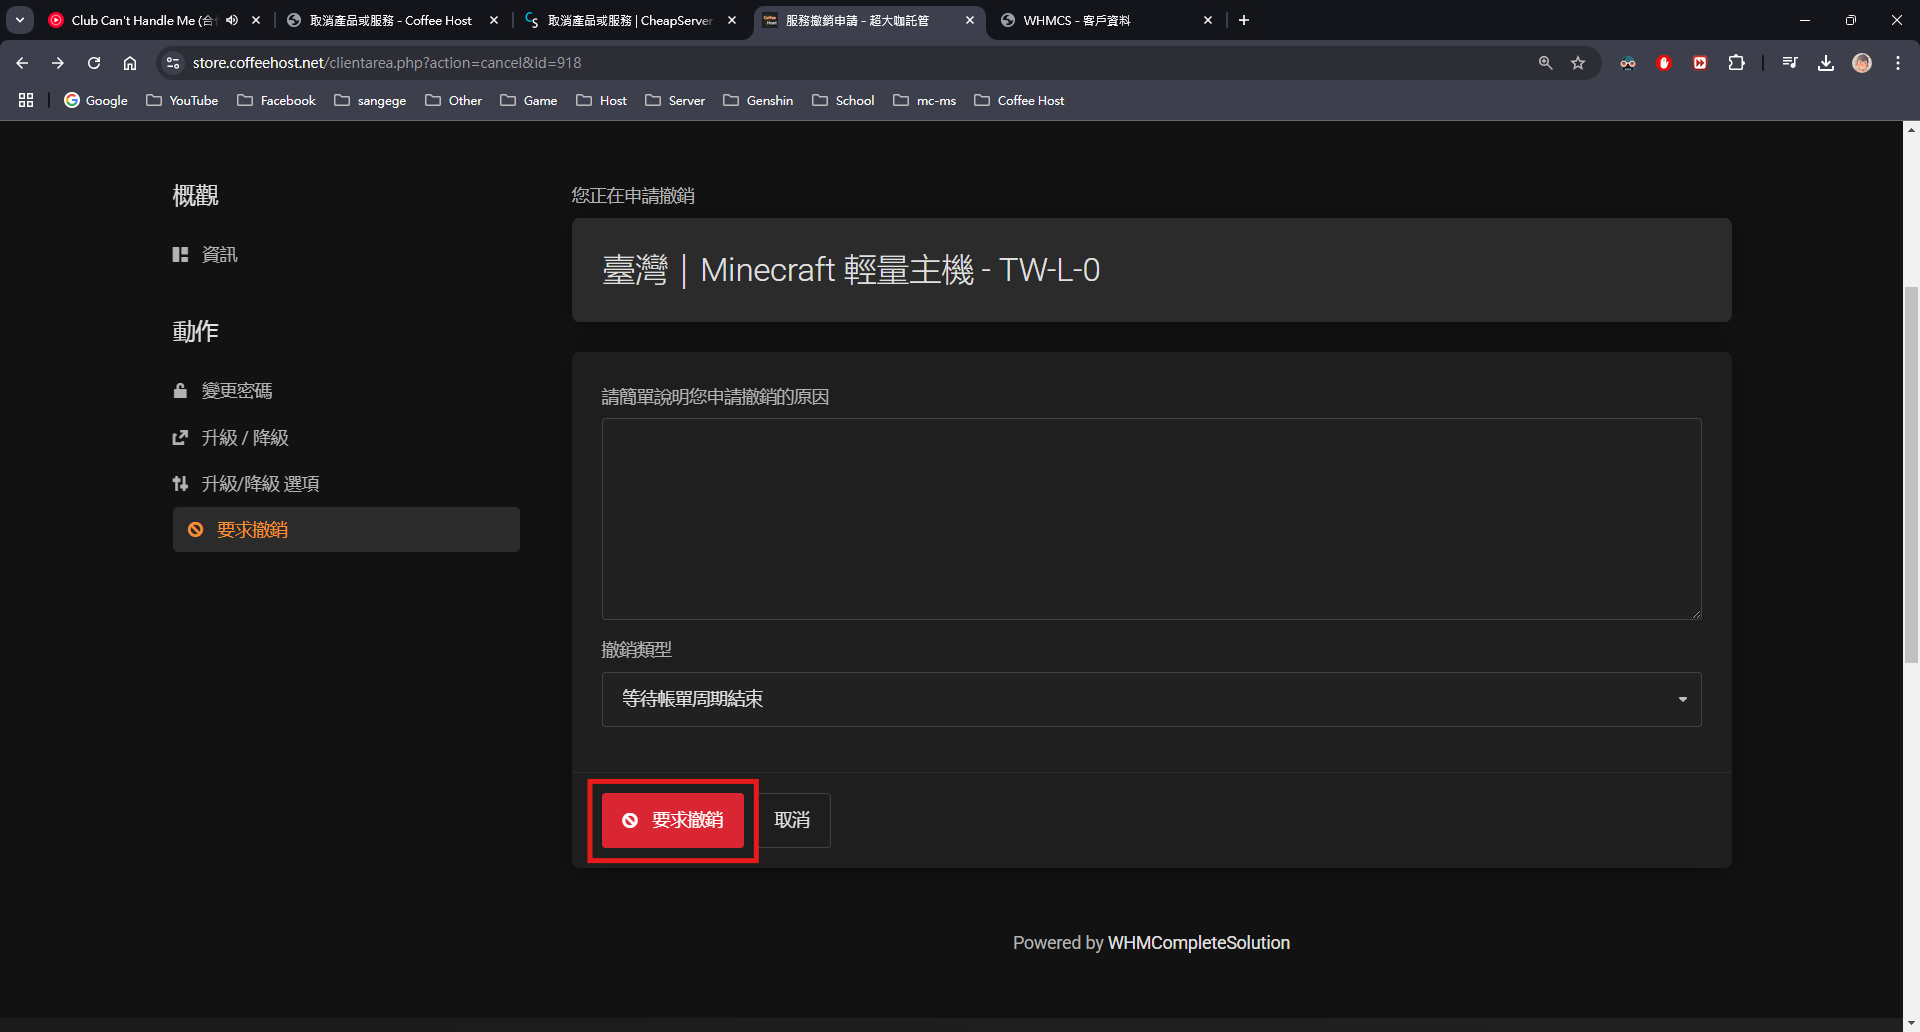 Club Can't Handle Me (合
取消產品或服務 - Coffee Host
取消產品或服務 | CheapServer
服務撤銷申請 - 超大咖託管
WHMCS - 客戶資料
store.coffeehost.net/clientarea.php?action=cancel&id=918
Google
YouTube
Facebook
sangege
Other
Game
Host
Server
Genshin
School
mc-ms
Coffee Host
概觀
資訊
動作
變更密碼
升級 / 降級
升級/降級 選項
要求撤銷
您正在申請撤銷
臺灣｜Minecraft 輕量主機 - TW-L-0
請簡單說明您申請撤銷的原因
撤銷類型
等待帳單周期結束
要求撤銷
取消
Powered by WHMCompleteSolution